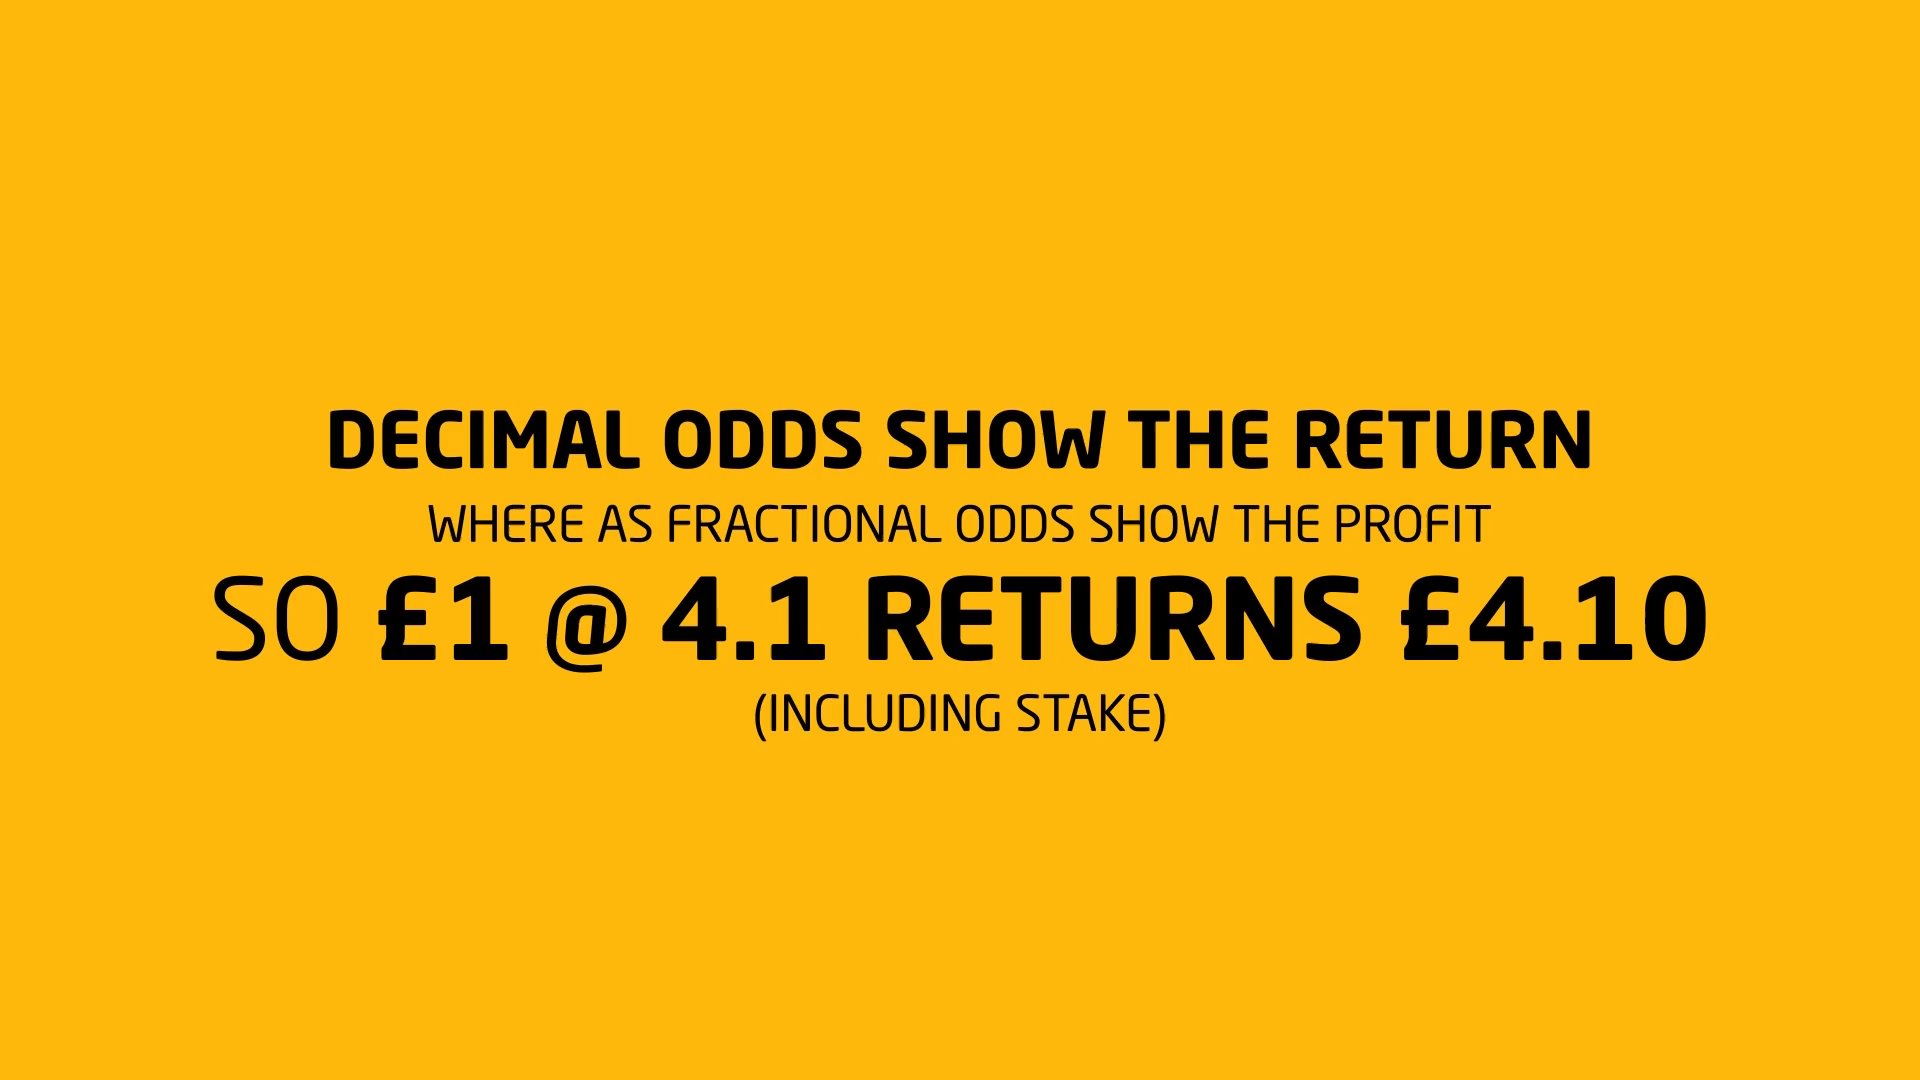 DECIMAL ODDS SHOW THE RETURN
WHERE AS FRACTIONAL ODDS SHOW THE PROFIT
SO £1 @ 4.1 RETURNS £4.10
(INCLUDING STAKE)